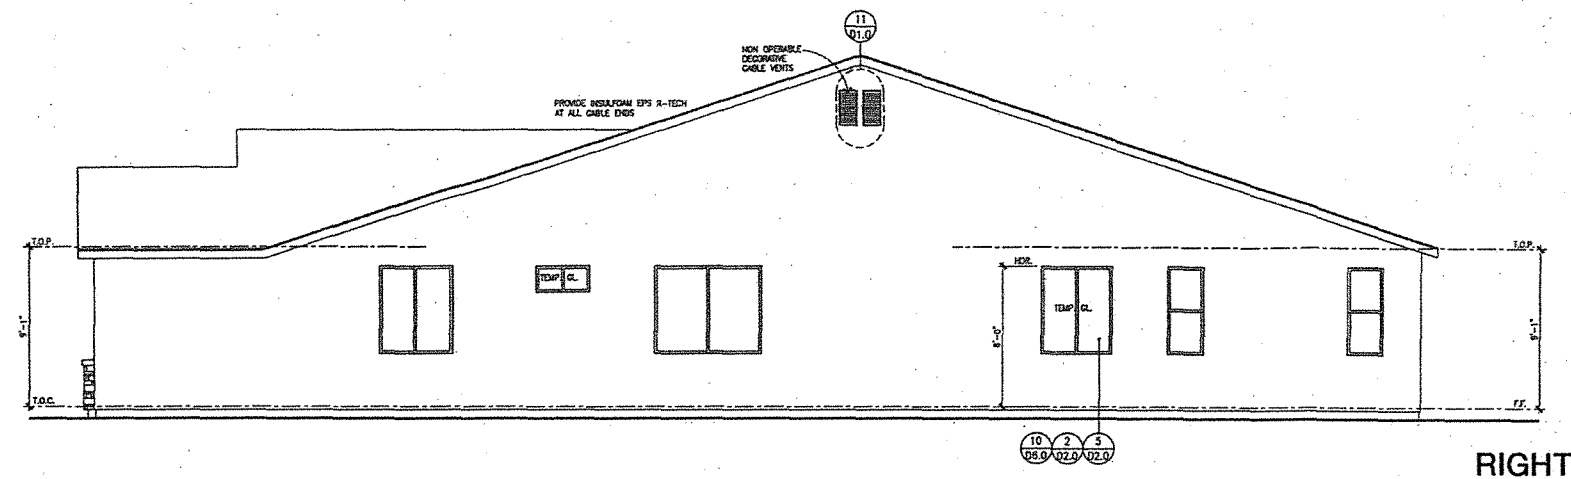 11
D1.0
NON OPERABLE
DECORATIVE
GABLE VENTS
PROVIDE INSULFOAM EPS R-TECH
AT ALL GABLE ENDS
T.O.P.
T.O.P.
HDR.
TEMP GL.
TEMP GL.
9'-1"
8'-0"
9'-1"
T.O.C.
F.F.
10
D6.0
2
D2.0
5
D2.0
RIGHT